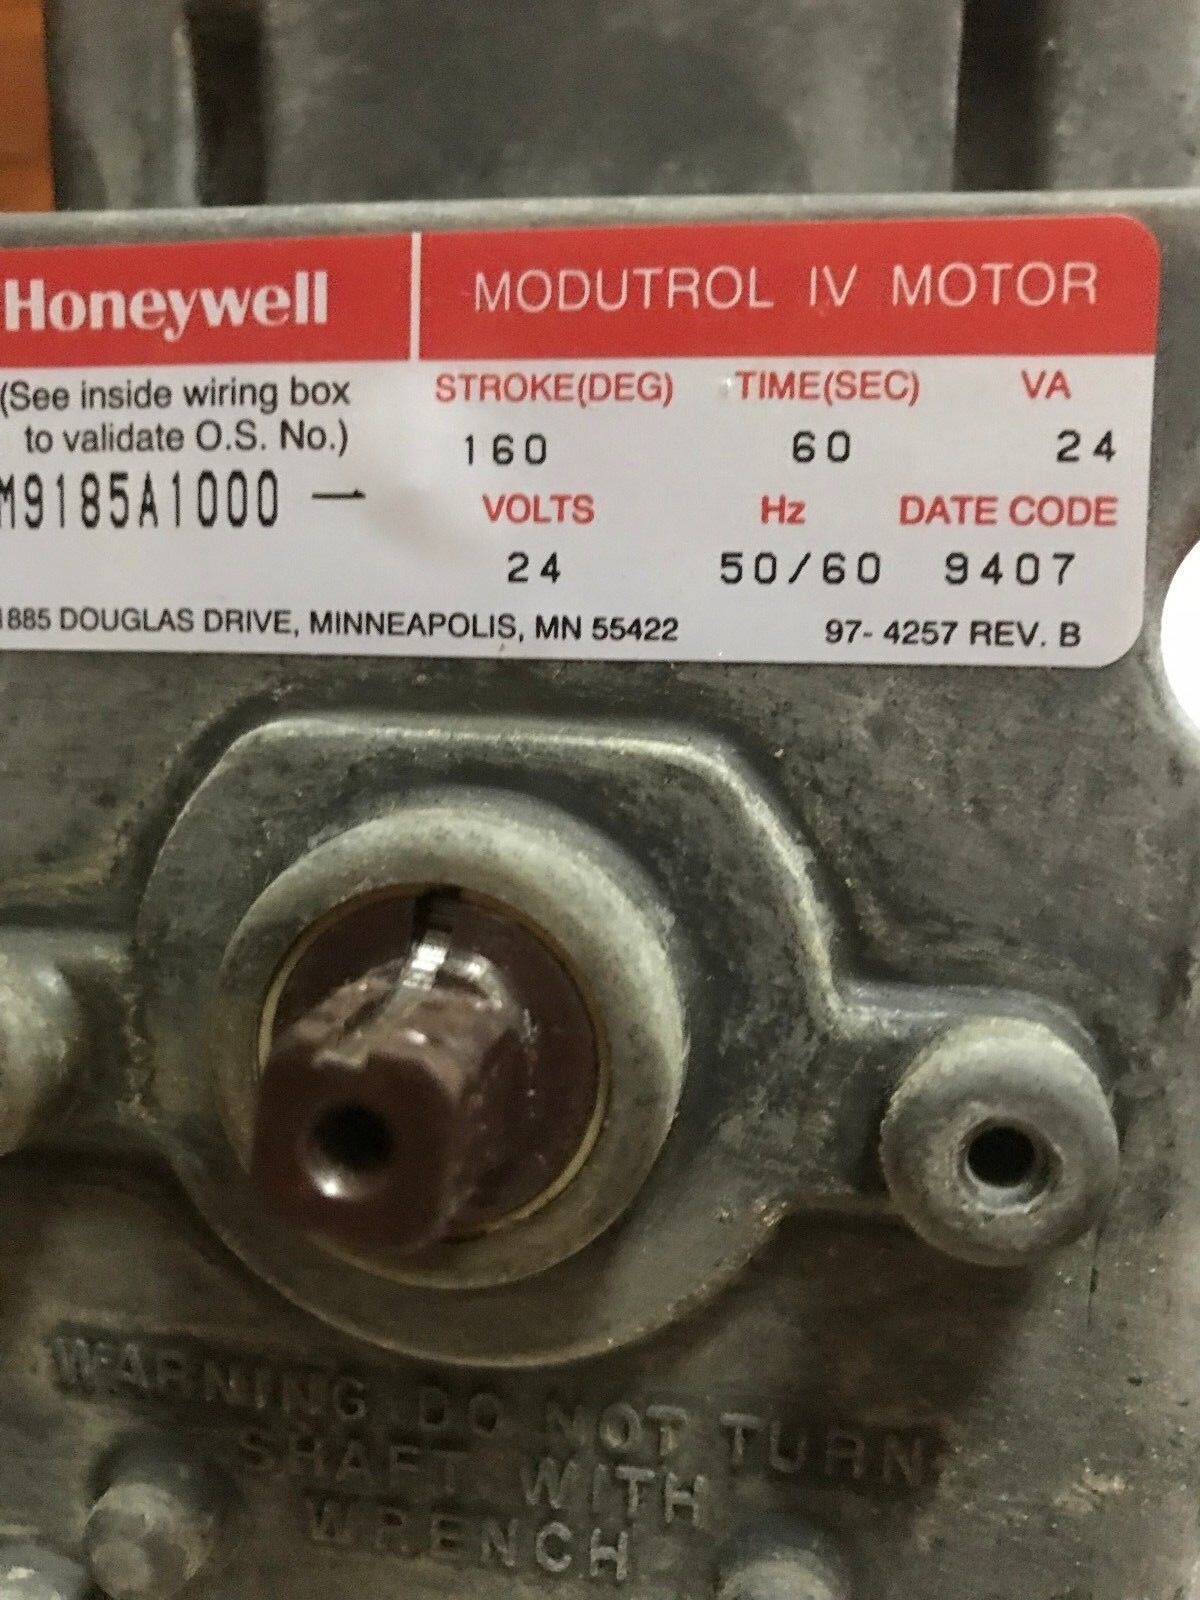 Honeywell
MODUTROL IV MOTOR
(See inside wiring box
to validate O.S. No.)
M9185A1000 —
STROKE(DEG) TIME(SEC) VA
160 60 24
VOLTS Hz DATE CODE
24 50/60 9407
1885 DOUGLAS DRIVE, MINNEAPOLIS, MN 55422
97- 4257 REV. B
WARNING DO NOT TURN
SHAFT WITH
WRENCH